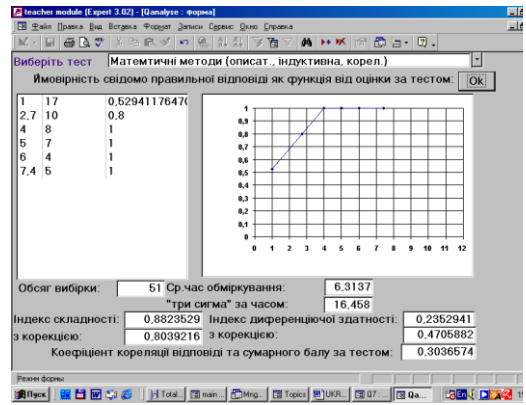 teacher module (Expert 3.02) - [Qanalyse : форма]
Файл Правка Вид Вставка Формат Записи Сервис Окно Справка
Виберіть тест Матемтичні методи (описат., індуктивна, корел.)
Ймовірність свідомо правильної відповіді як функція від оцінки за тестом: Ok
1 17 0,5294117647
2,7 10 0,8
4 8 1
5 7 1
6 4 1
7,4 5 1
1
0,9
0,8
0,7
0,6
0,5
0,4
0,3
0,2
0,1
0
0 1 2 3 4 5 6 7 8 9 10 11 12
Обсяг вибірки: 51 Ср.час обміркування: 6,3137
"три сигма" за часом: 16,458
Індекс складності: 0,8823529 Індекс диференціючої здатності: 0,2352941
з корекцією: 0,8039216 з корекцією: 0,4705882
Коефіцієнт кореляції відповіді та сумарного балу за тестом: 0,3036574
Режим формы
Пуск Total... main... Mng... Topics UKR... Q7 : ... Qa...